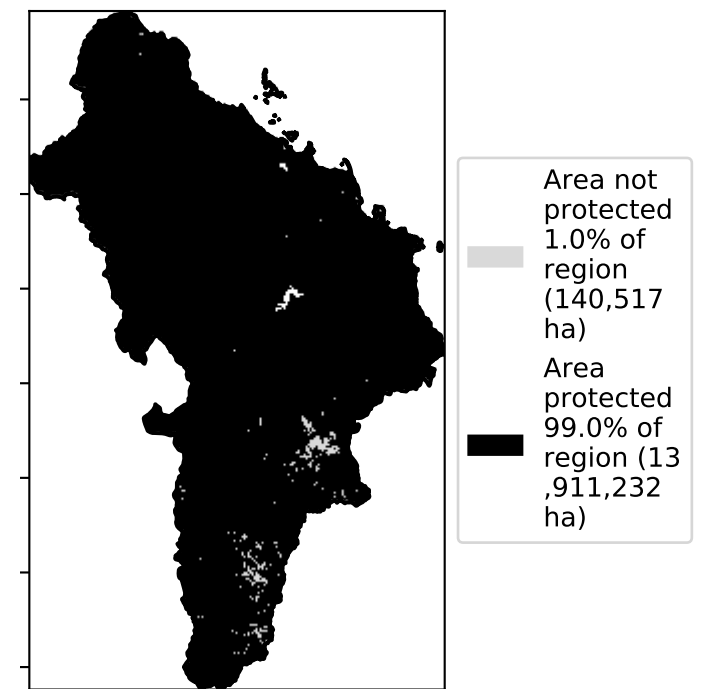 Area not
protected
1.0% of
region
(140,517
ha)
Area
protected
99.0% of
region (13
,911,232
ha)